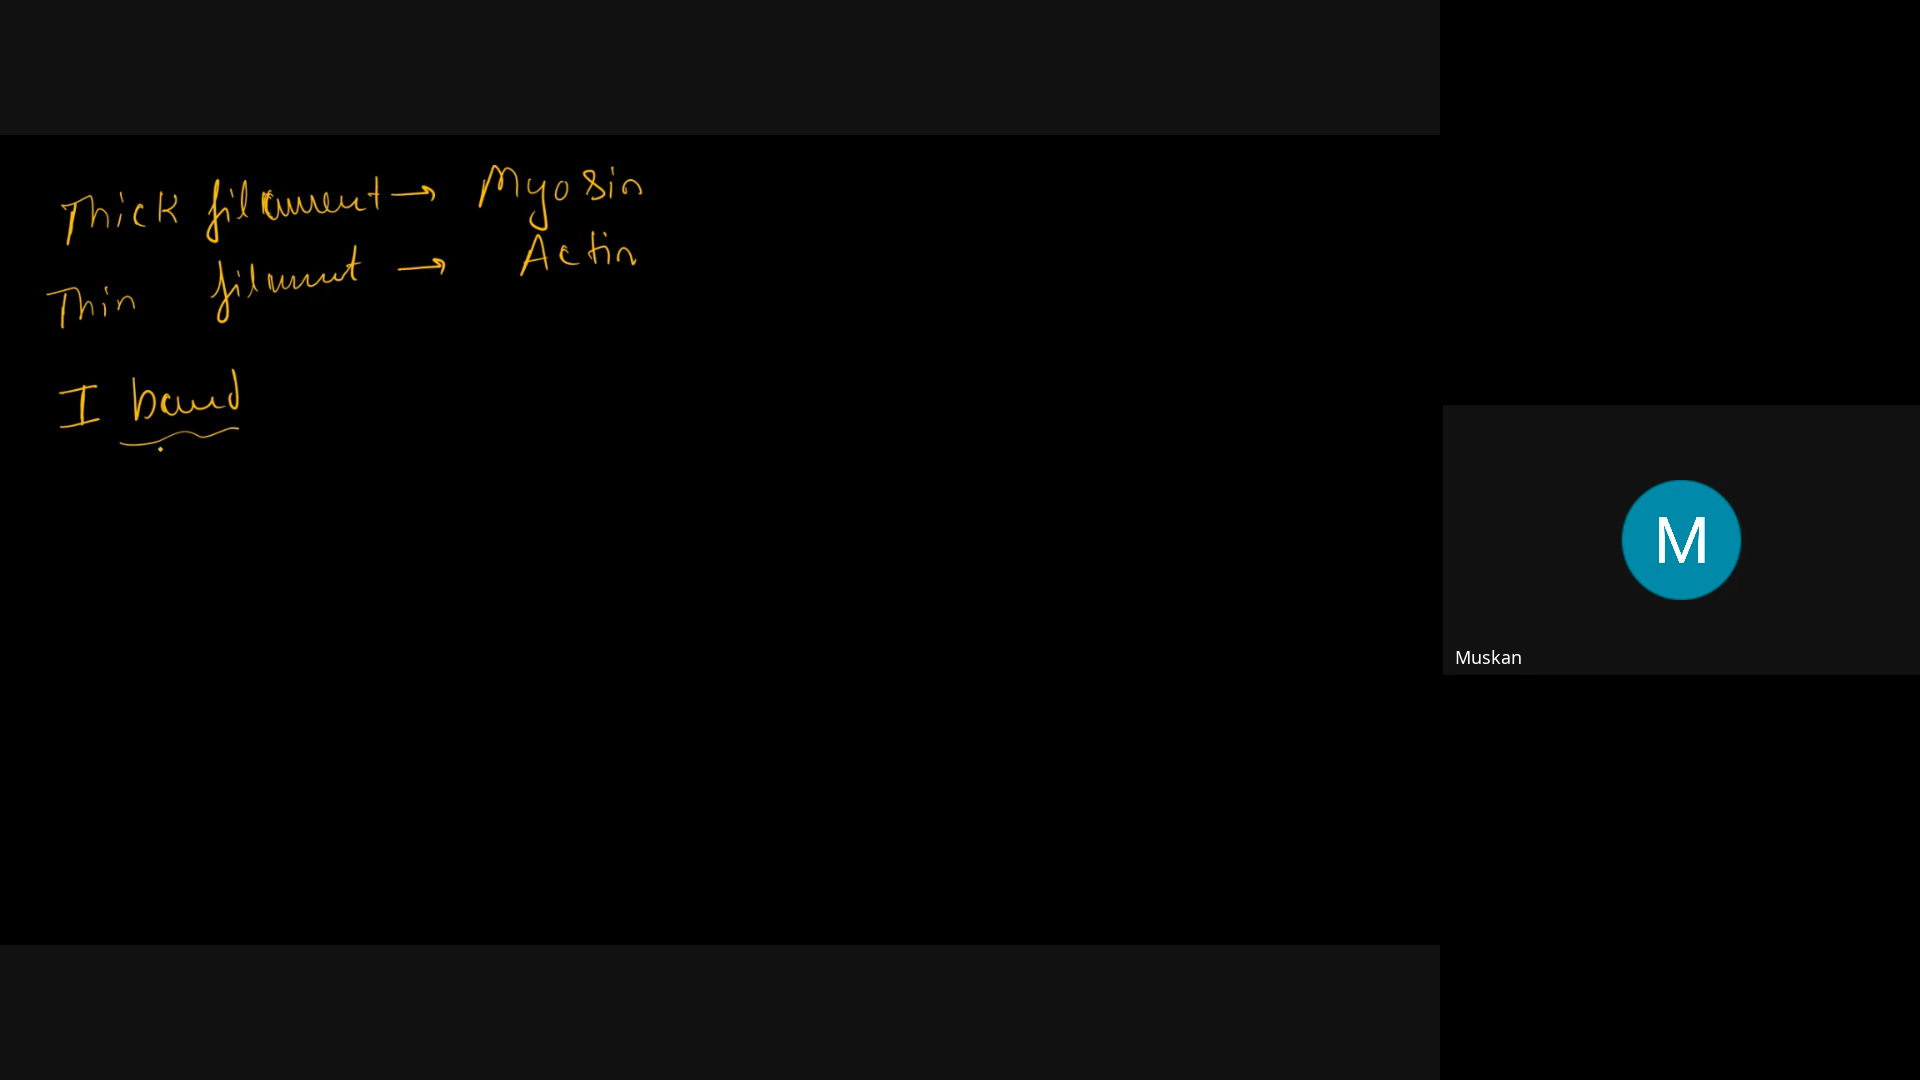 Thick filament → Myosin
Thin filament → Actin
I band
M
Muskan